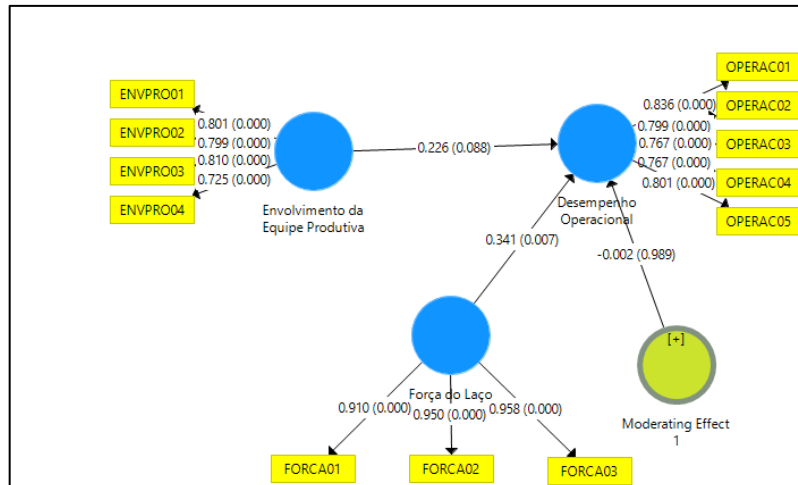 ENVPRO01
ENVPRO02
ENVPRO03
ENVPRO04
0.801 (0.000)
0.799 (0.000)
0.810 (0.000)
0.725 (0.000)
Envolvimento da
Equipe Produtiva
0.226 (0.088)
Desempenho
Operacional
0.836 (0.000)
0.799 (0.000)
0.767 (0.000)
0.767 (0.000)
0.801 (0.000)
OPERAC01
OPERAC02
OPERAC03
OPERAC04
OPERAC05
0.341 (0.007)
-0.002 (0.989)
Força do Laço
[+]
Moderating Effect
1
0.910 (0.000)
0.950 (0.000)
0.958 (0.000)
FORCA01
FORCA02
FORCA03